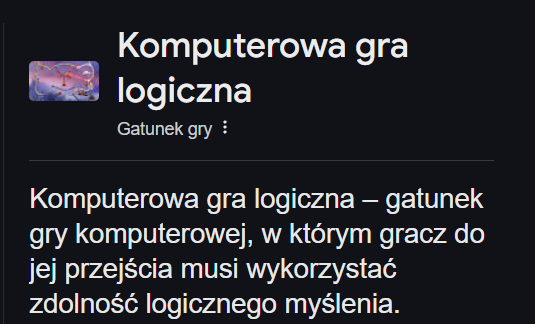 Komputerowa gra
logiczna
Gatunek gry
Komputerowa gra logiczna – gatunek
gry komputerowej, w którym gracz do
jej przejścia musi wykorzystać
zdolność logicznego myślenia.